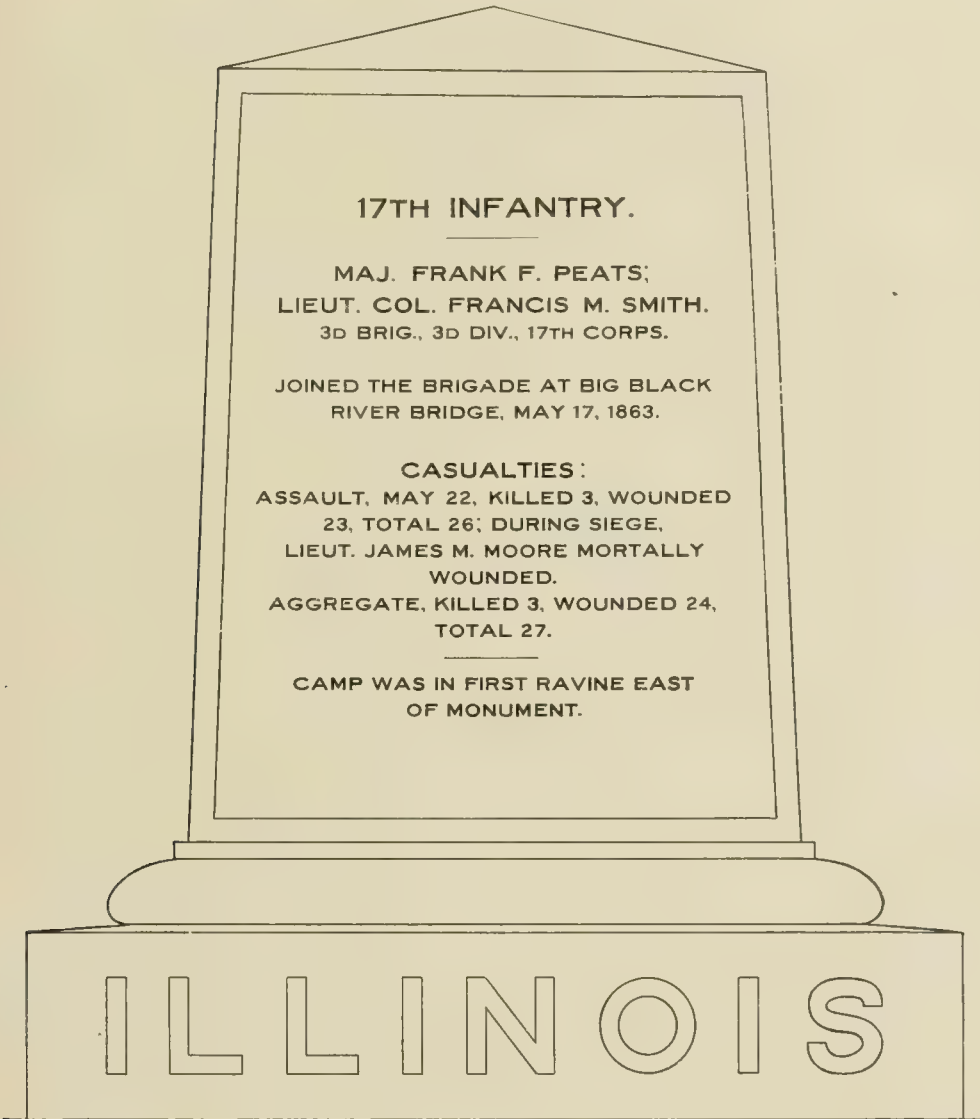 17TH INFANTRY.
MAJ. FRANK F. PEATS;
LIEUT. COL. FRANCIS M. SMITH.
3D BRIG., 3D DIV., 17TH CORPS.
JOINED THE BRIGADE AT BIG BLACK
RIVER BRIDGE, MAY 17, 1863.
CASUALTIES:
ASSAULT, MAY 22, KILLED 3, WOUNDED
23, TOTAL 26; DURING SIEGE,
LIEUT. JAMES M. MOORE MORTALLY
WOUNDED.
AGGREGATE, KILLED 3, WOUNDED 24,
TOTAL 27.
CAMP WAS IN FIRST RAVINE EAST
OF MONUMENT.
ILLINOIS